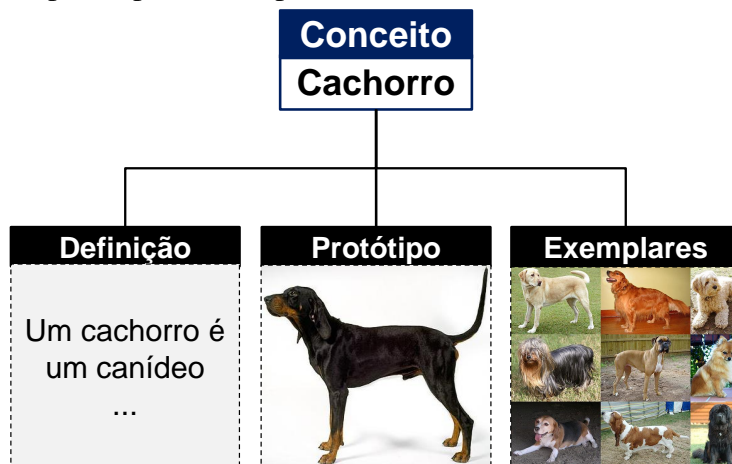 Conceito
Cachorro
Definição
Protótipo
Exemplares
Um cachorro é
um canídeo
...